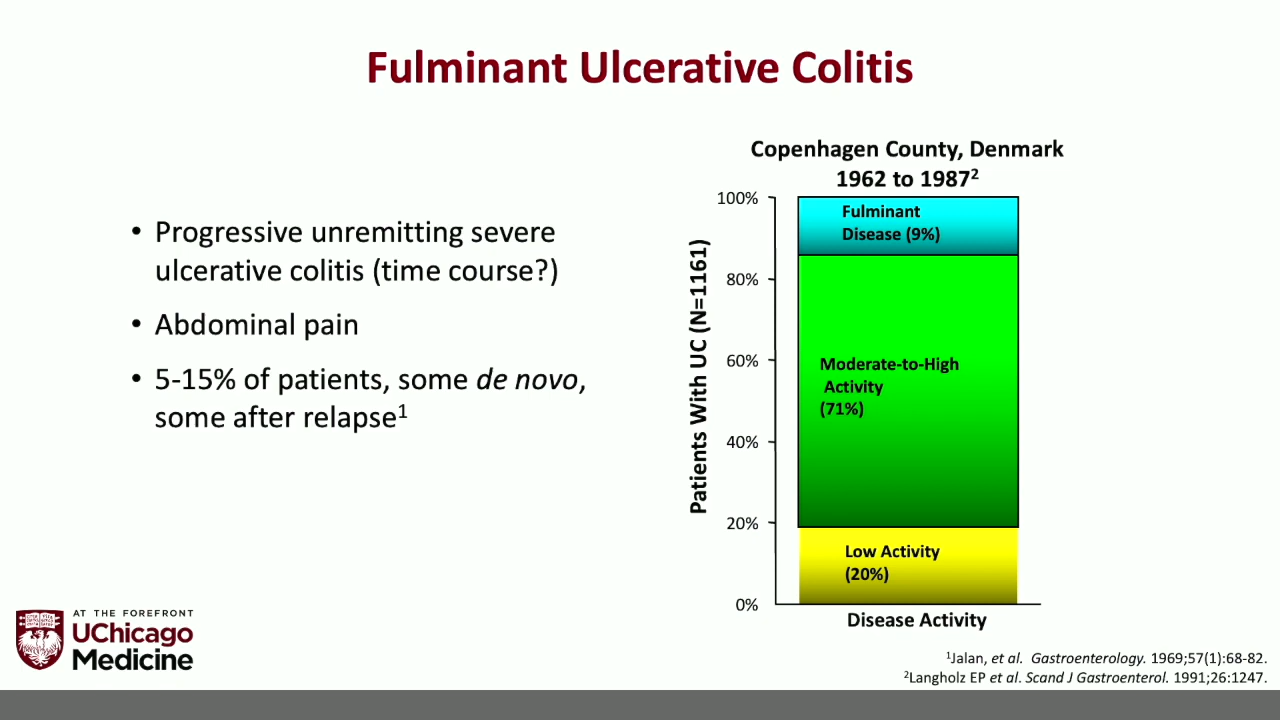 Fulminant Ulcerative Colitis
• Progressive unremitting severe
ulcerative colitis (time course?)
• Abdominal pain
• 5-15% of patients, some de novo,
some after relapse1
Copenhagen County, Denmark
1962 to 19872
Patients With UC (N=1161)
100%
80%
60%
40%
20%
0%
Fulminant
Disease (9%)
Moderate-to-High
Activity
(71%)
Low Activity
(20%)
Disease Activity
AT THE FOREFRONT
UChicago
Medicine
1Jalan, et al. Gastroenterology. 1969;57(1):68-82.
2Langholz EP et al. Scand J Gastroenterol. 1991;26:1247.